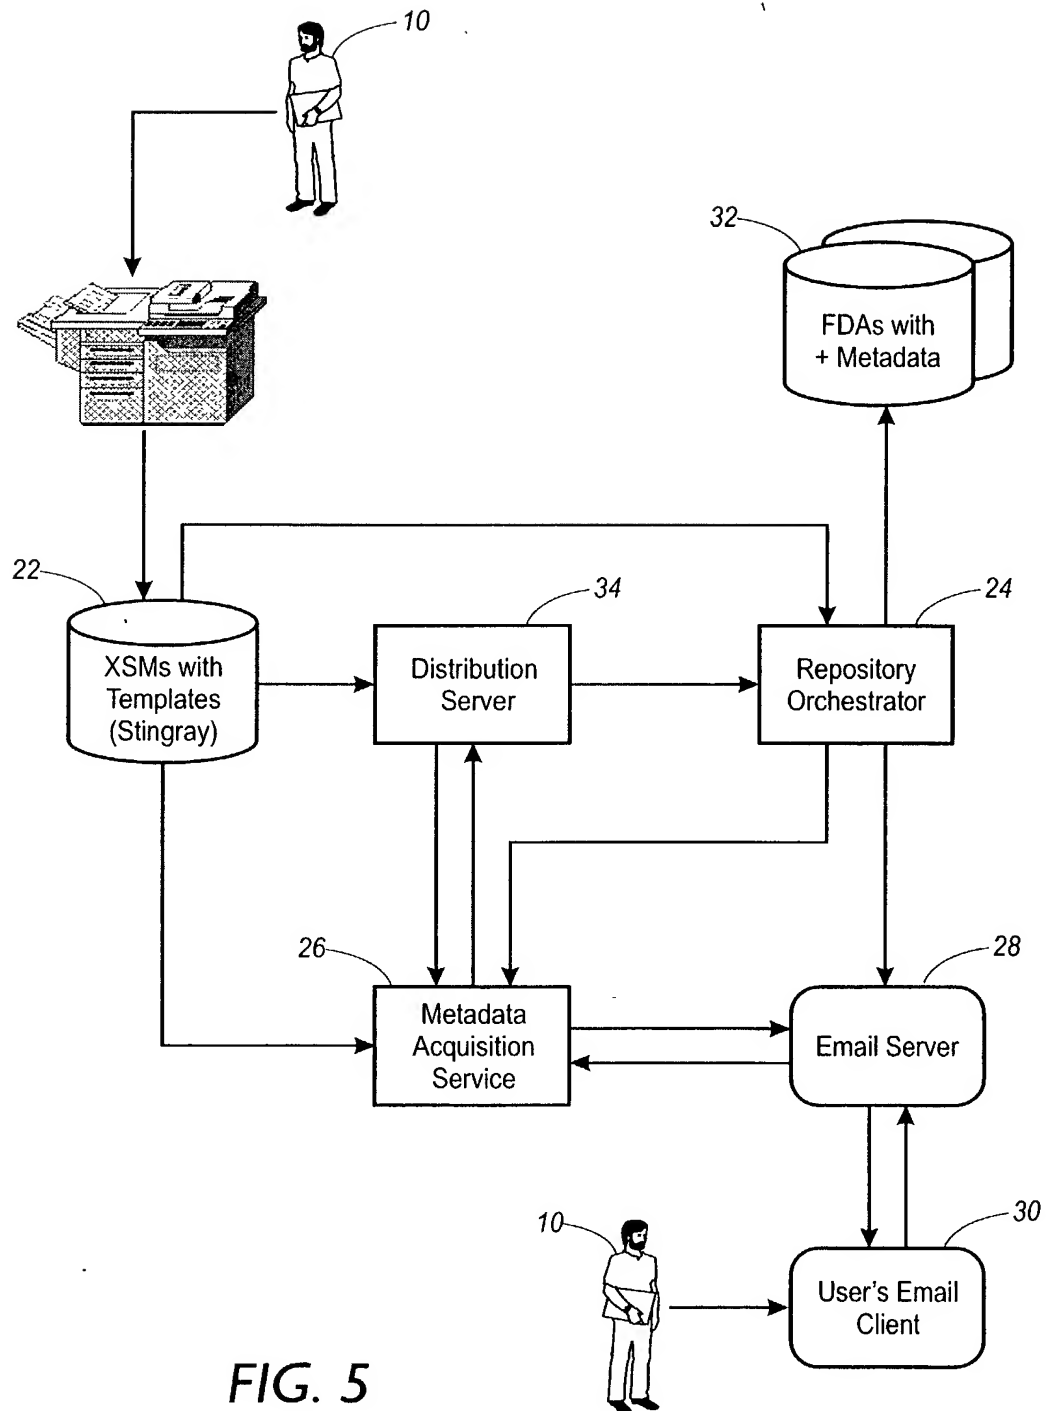 10
32
FDAs with
+ Metadata
22
34
24
XSMs with
Templates
(Stingray)
Distribution
Server
Repository
Orchestrator
26
28
Metadada
Acquisition
Service
Email Server
10
30
User's Email
Client
FIG. 5